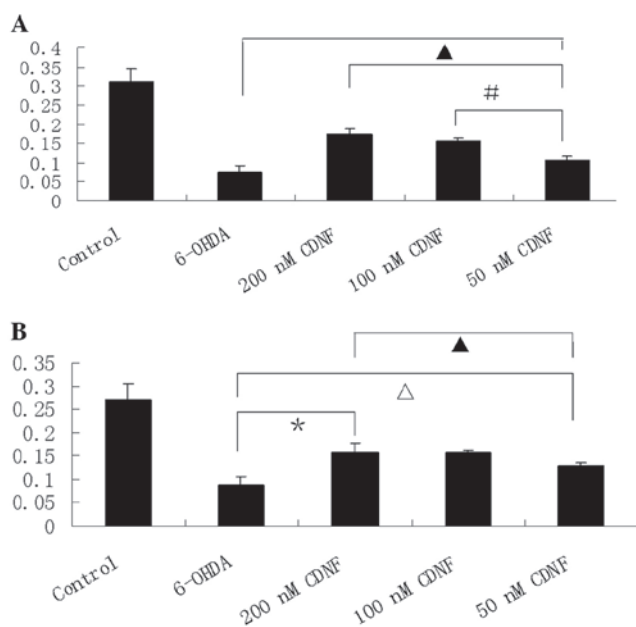 A
0.4
0.35
0.3
0.25
0.2
0.15
0.1
0.05
0
▲
#
Control
6-OHDA
200 nM CDNF
100 nM CDNF
50 nM CDNF
B
0.35
0.3
0.25
0.2
0.15
0.1
0.05
0
▲
△
*
Control
6-OHDA
200 nM CDNF
100 nM CDNF
50 nM CDNF